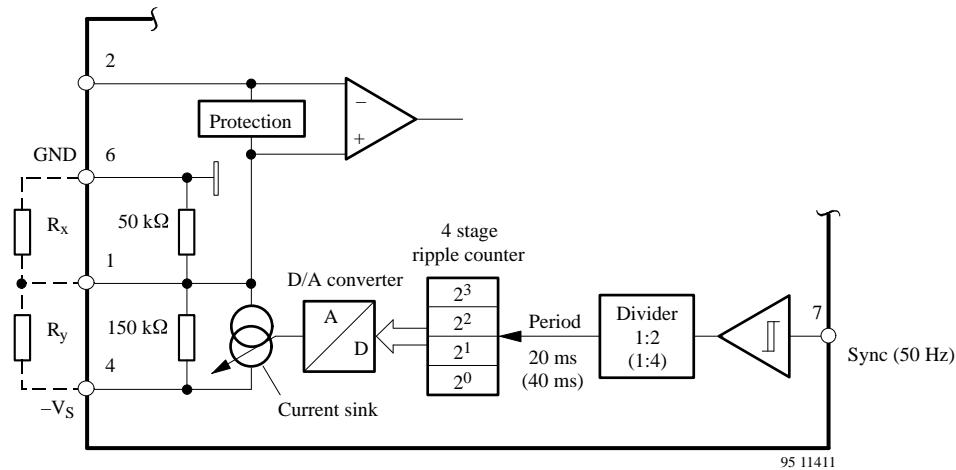 2
Protection
−
+
GND
6
Rx
50 kΩ
1
Ry
150 kΩ
4
−VS
Current sink
D/A converter
A
D
4 stage
ripple counter
2³
2²
2¹
2⁰
Period
20 ms
(40 ms)
Divider
1:2
(1:4)
7
Sync (50 Hz)
95 11411